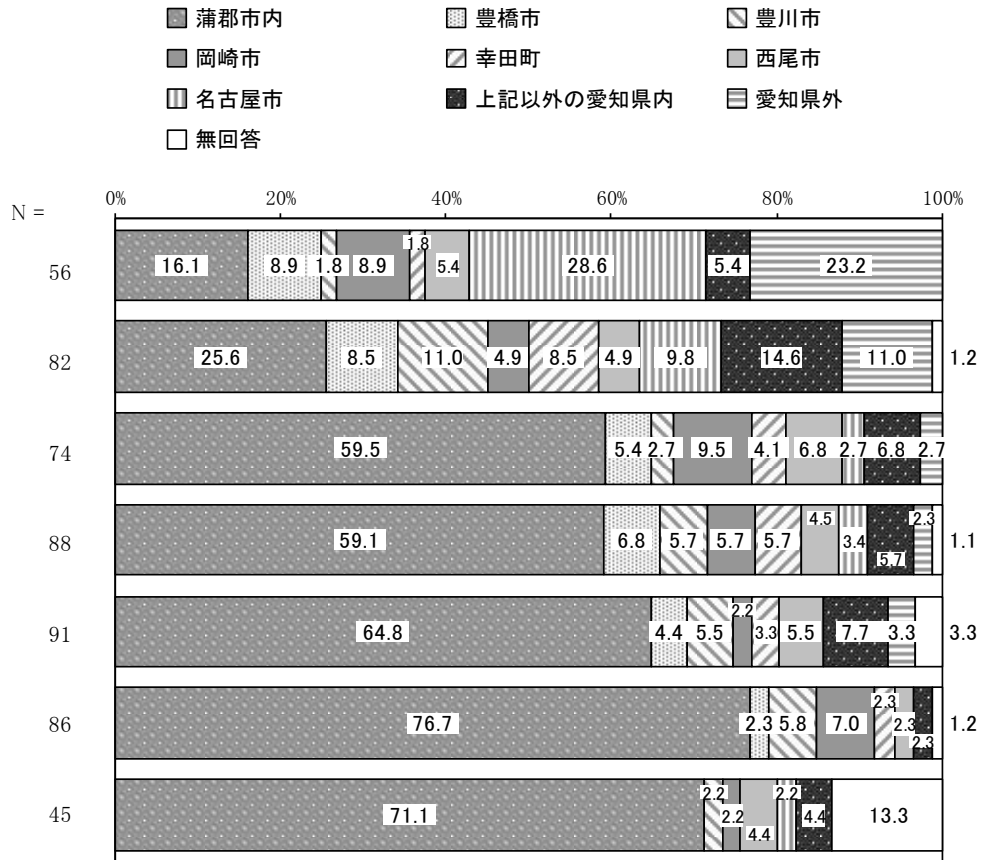 蒲郡市内 豊橋市 豊川市
岡崎市 幸田町 西尾市
名古屋市 上記以外の愛知県内 愛知県外
無回答
N = 0% 20% 40% 60% 80% 100%
56 16.1 8.9 1.8 8.9 1.8 5.4 28.6 5.4 23.2
82 25.6 8.5 11.0 4.9 8.5 4.9 9.8 14.6 11.0 1.2
74 59.5 5.4 2.7 9.5 4.1 6.8 2.7 6.8 2.7
88 59.1 6.8 5.7 5.7 5.7 4.5 3.4 5.7 2.3 1.1
91 64.8 4.4 5.5 2.2 3.3 5.5 7.7 3.3 3.3
86 76.7 2.3 5.8 7.0 2.3 2.3 2.3 1.2
45 71.1 2.2 2.2 4.4 2.2 4.4 13.3